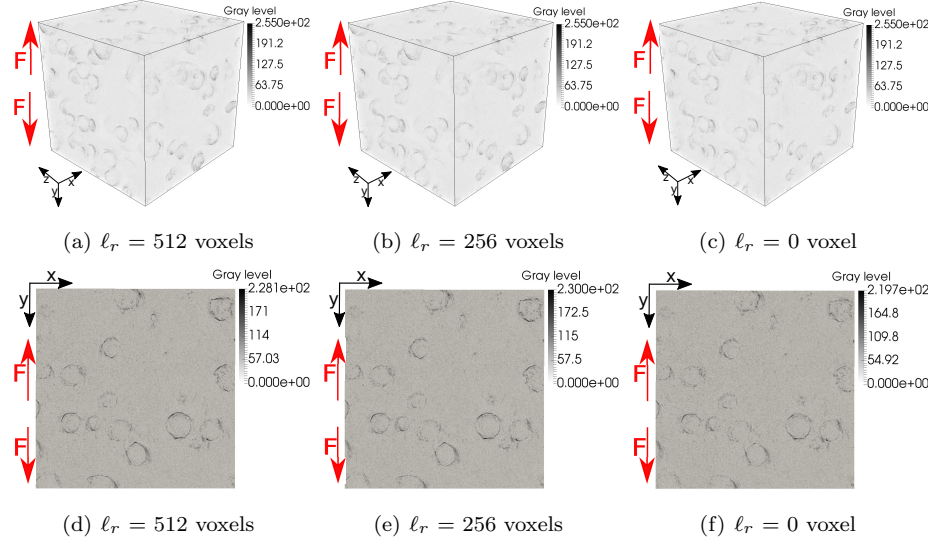 Gray level
2.550e+02
191.2
127.5
63.75
0.000e+00
F
F
z
x
y
(a) ℓr = 512 voxels
Gray level
2.550e+02
191.2
127.5
63.75
0.000e+00
F
F
z
x
y
(b) ℓr = 256 voxels
Gray level
2.550e+02
191.2
127.5
63.75
0.000e+00
F
F
z
x
y
(c) ℓr = 0 voxel
x
y
Gray level
2.281e+02
171
114
57.03
0.000e+00
F
F
(d) ℓr = 512 voxels
x
y
Gray level
2.300e+02
172.5
115
57.5
0.000e+00
F
F
(e) ℓr = 256 voxels
x
y
Gray level
2.197e+02
164.8
109.8
54.92
0.000e+00
F
F
(f) ℓr = 0 voxel